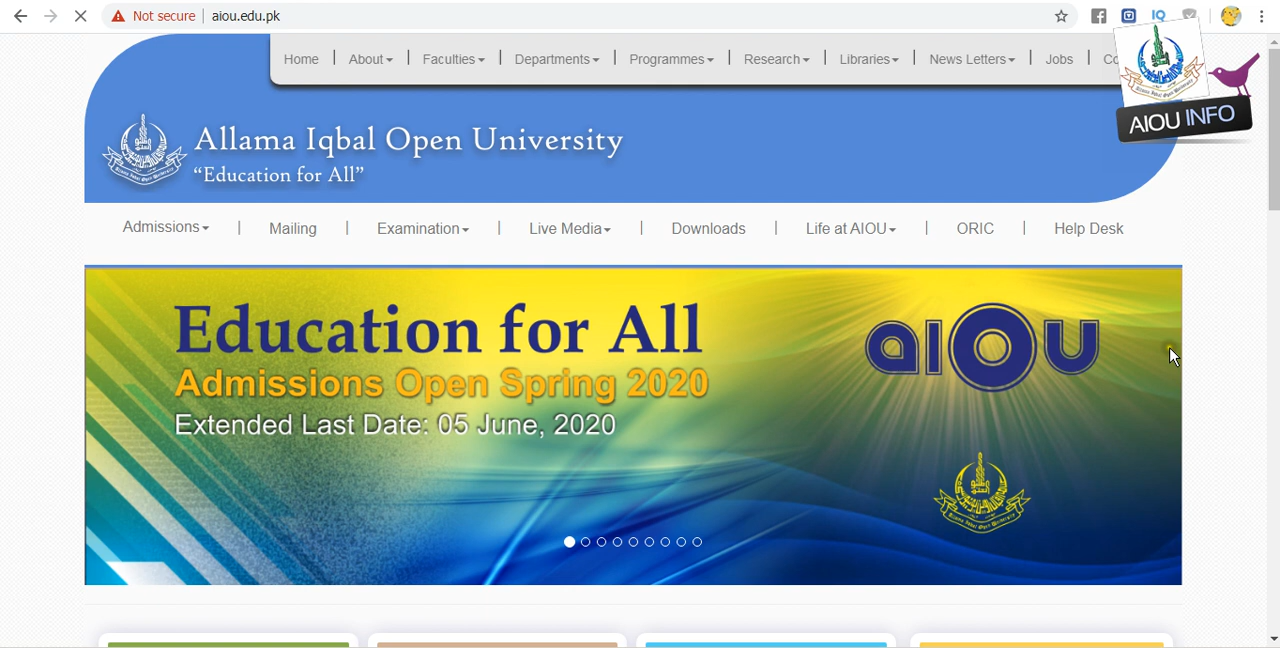 Not secure | aiou.edu.pk
IQ
Home | About | Faculties | Departments | Programmes | Research | Libraries | News Letters | Jobs | Co
AIOU INFO
Allama Iqbal Open University
“Education for All”
Admissions | Mailing | Examination | Live Media | Downloads | Life at AIOU | ORIC | Help Desk
Education for All
Admissions Open Spring 2020
Extended Last Date: 05 June, 2020
aIOU